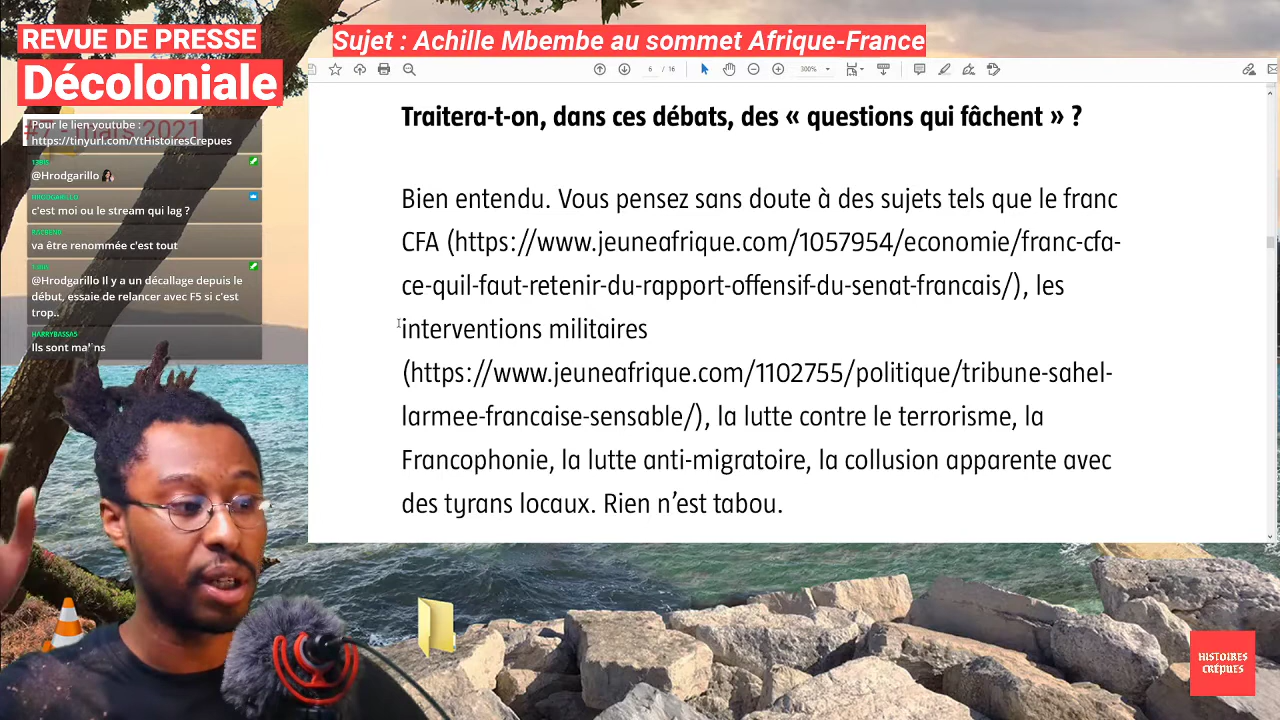 REVUE DE PRESSE
Décoloniale
Sujet : Achille Mbembe au sommet Afrique-France
6 / 16
300%
Pour le lien youtube :
https://tinyurl.com/YtHistoiresCrepues
13BIS
@Hrodgarillo
HRODGARILLO
c'est moi ou le stream qui lag ?
va être renommée c'est tout
@Hrodgarillo Il y a un décallage depuis le
début, essaie de relancer avec F5 si c'est
trop..
HARRYBASSA5
Ils sont
Traitera-t-on, dans ces débats, des « questions qui fâchent » ?
Bien entendu. Vous pensez sans doute à des sujets tels que le franc
CFA (https://www.jeuneafrique.com/1057954/economie/franc-cfa-
ce-quil-faut-retenir-du-rapport-offensif-du-senat-francais/), les
interventions militaires
(https://www.jeuneafrique.com/1102755/politique/tribune-sahel-
larmee-francaise-sensable/), la lutte contre le terrorisme, la
Francophonie, la lutte anti-migratoire, la collusion apparente avec
des tyrans locaux. Rien n’est tabou.
HISTOIRES
CRÉPUES